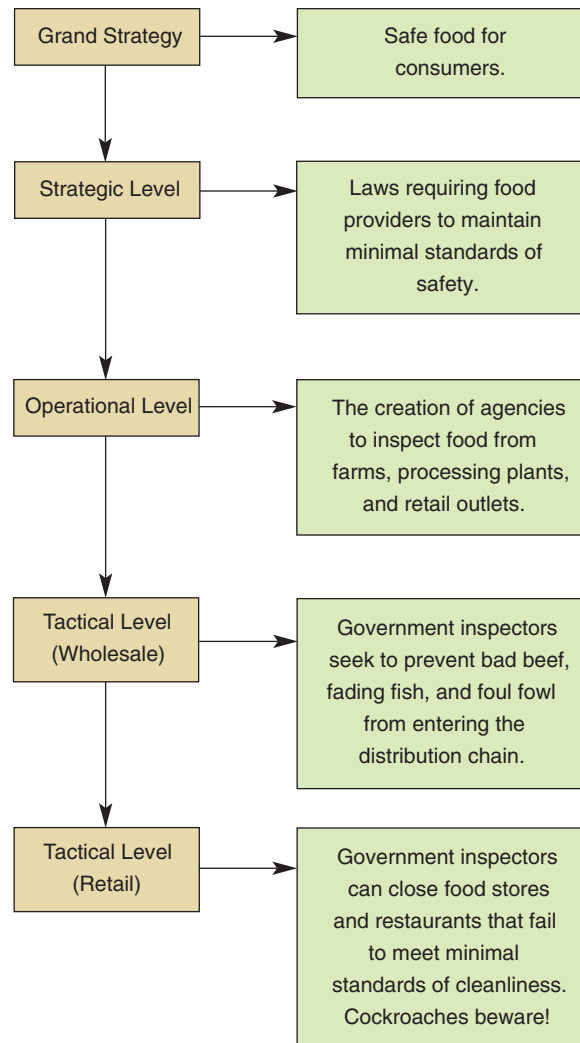 Grand Strategy
Safe food for
consumers.
Strategic Level
Laws requiring food
providers to maintain
minimal standards of
safety.
Operational Level
The creation of agencies
to inspect food from
farms, processing plants,
and retail outlets.
Tactical Level
(Wholesale)
Government inspectors
seek to prevent bad beef,
fading fish, and foul fowl
from entering the
distribution chain.
Tactical Level
(Retail)
Government inspectors
can close food stores
and restaurants that fail
to meet minimal
standards of cleanliness.
Cockroaches beware!